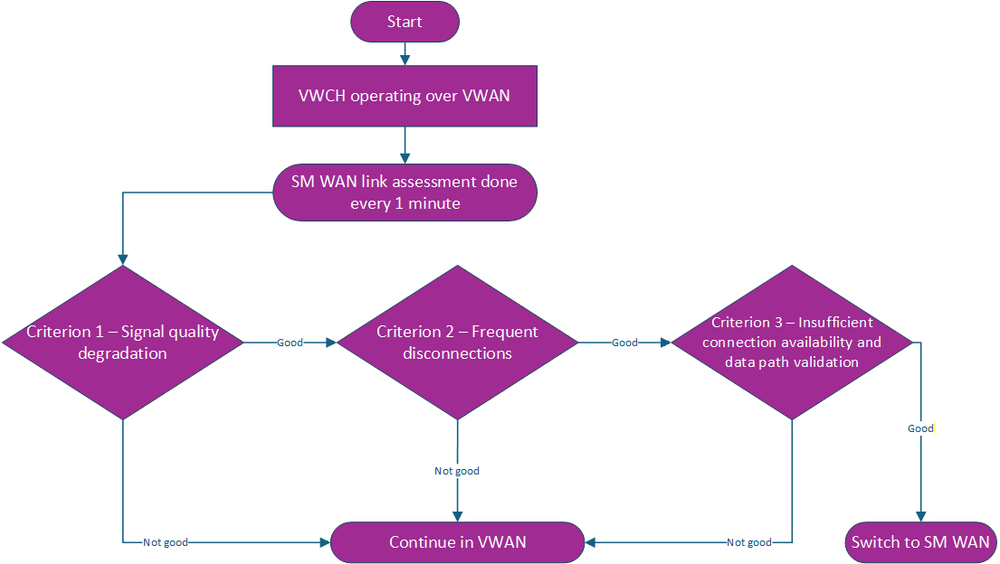 Start
VWCH operating over VWAN
SM WAN link assessment done
every 1 minute
Criterion 1 – Signal quality
degradation
Good
Criterion 2 – Frequent
disconnections
Good
Criterion 3 – Insufficient
connection availability and
data path validation
Good
Not good
Not good
Continue in VWAN
Not good
Switch to SM WAN